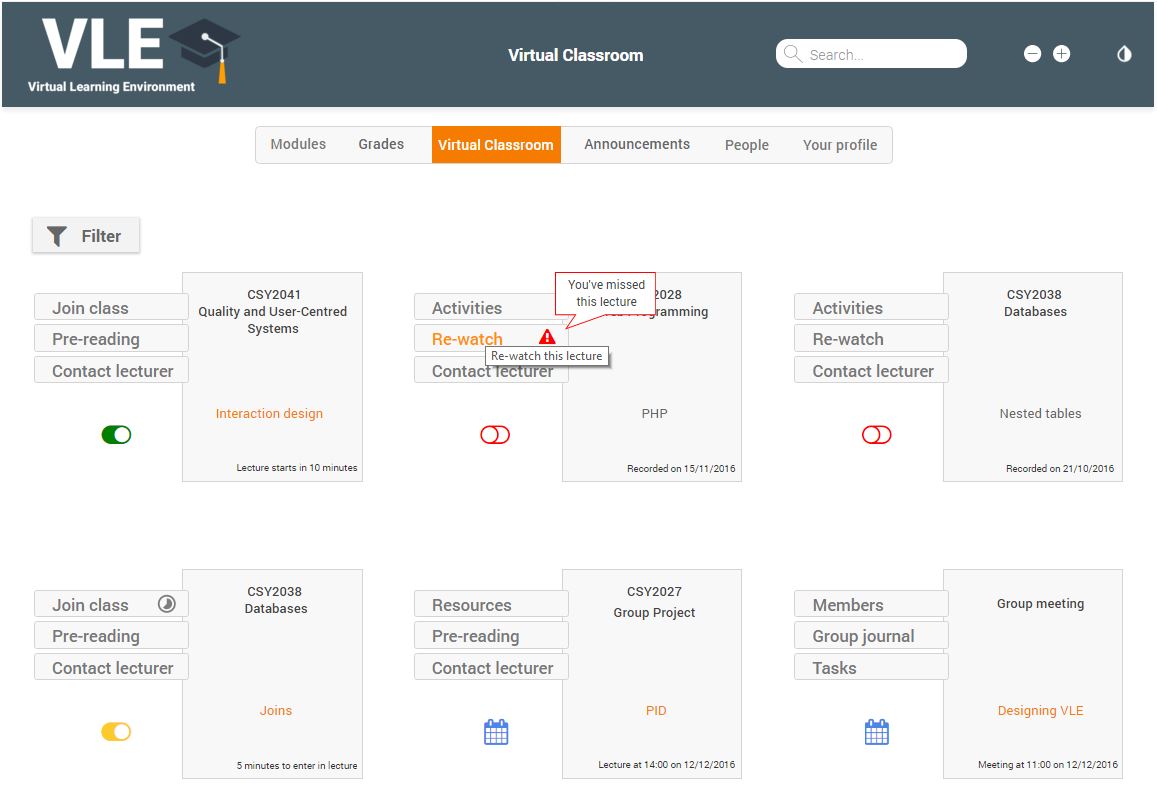 VLE
Virtual Learning Environment
Virtual Classroom
Search...
Modules
Grades
Virtual Classroom
Announcements
People
Your profile
Filter
Join class
Pre-reading
Contact lecturer
CSY2041
Quality and User-Centred
Systems
Interaction design
Lecture starts in 10 minutes
Activities
Re-watch
Contact lecturer
You've missed
this lecture
Re-watch this lecture
2028
Programming
PHP
Recorded on 15/11/2016
Activities
Re-watch
Contact lecturer
CSY2038
Databases
Nested tables
Recorded on 21/10/2016
Join class
Pre-reading
Contact lecturer
CSY2038
Databases
Joins
5 minutes to enter in lecture
Resources
Pre-reading
Contact lecturer
CSY2027
Group Project
PID
Lecture at 14:00 on 12/12/2016
Members
Group journal
Tasks
Group meeting
Designing VLE
Meeting at 11:00 on 12/12/2016